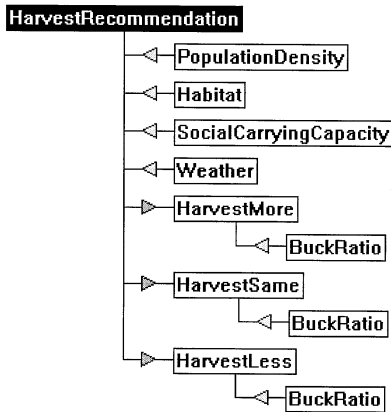 HarvestRecommendation
PopulationDensity
Habitat
SocialCarryingCapacity
Weather
HarvestMore
BuckRatio
HarvestSame
BuckRatio
HarvestLess
BuckRatio